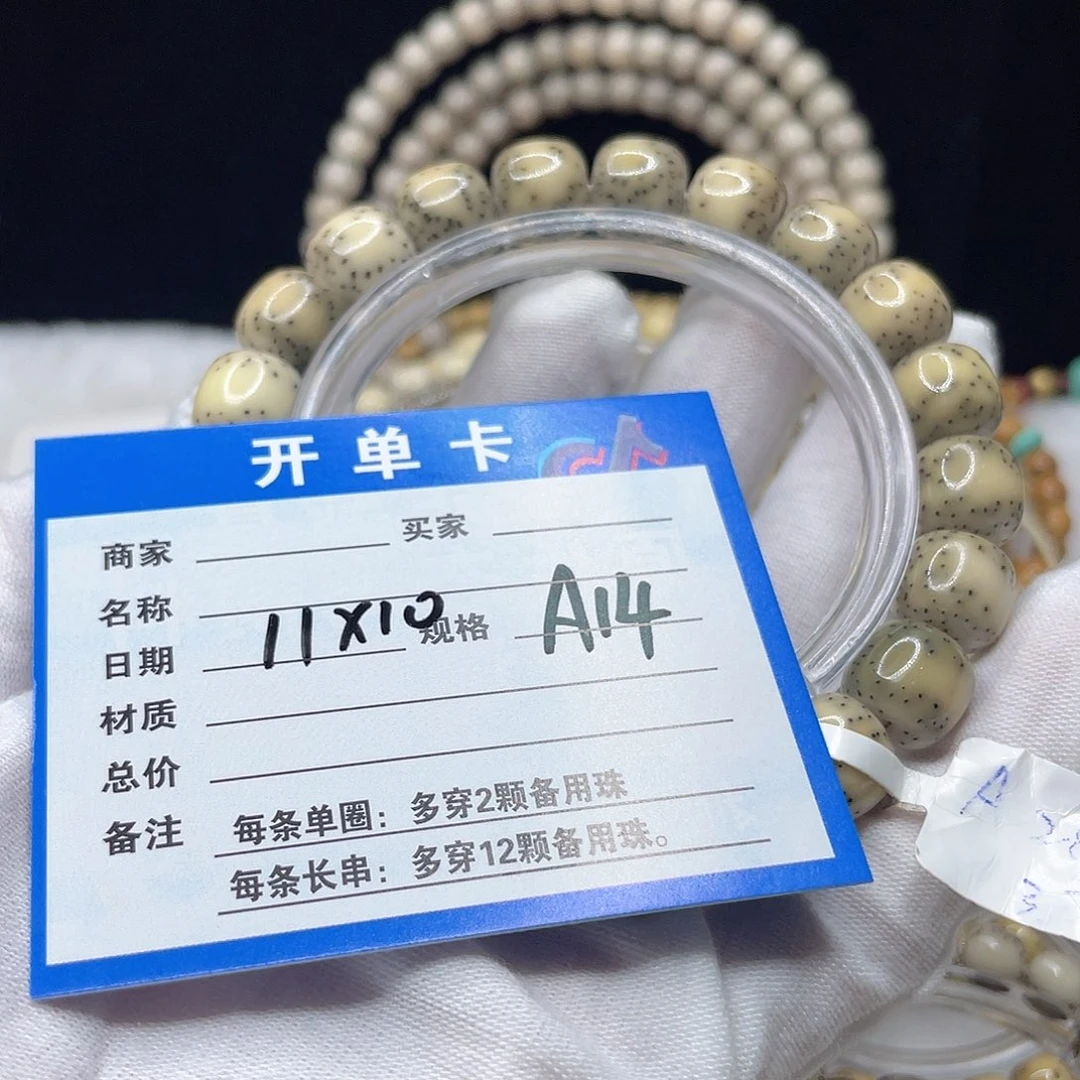 开单卡
商家 买家
名称
11X10 A14
日期 规格
材质
总价
备注 每条单圈：多穿2颗备用珠
每条长串：多穿12颗备用珠。